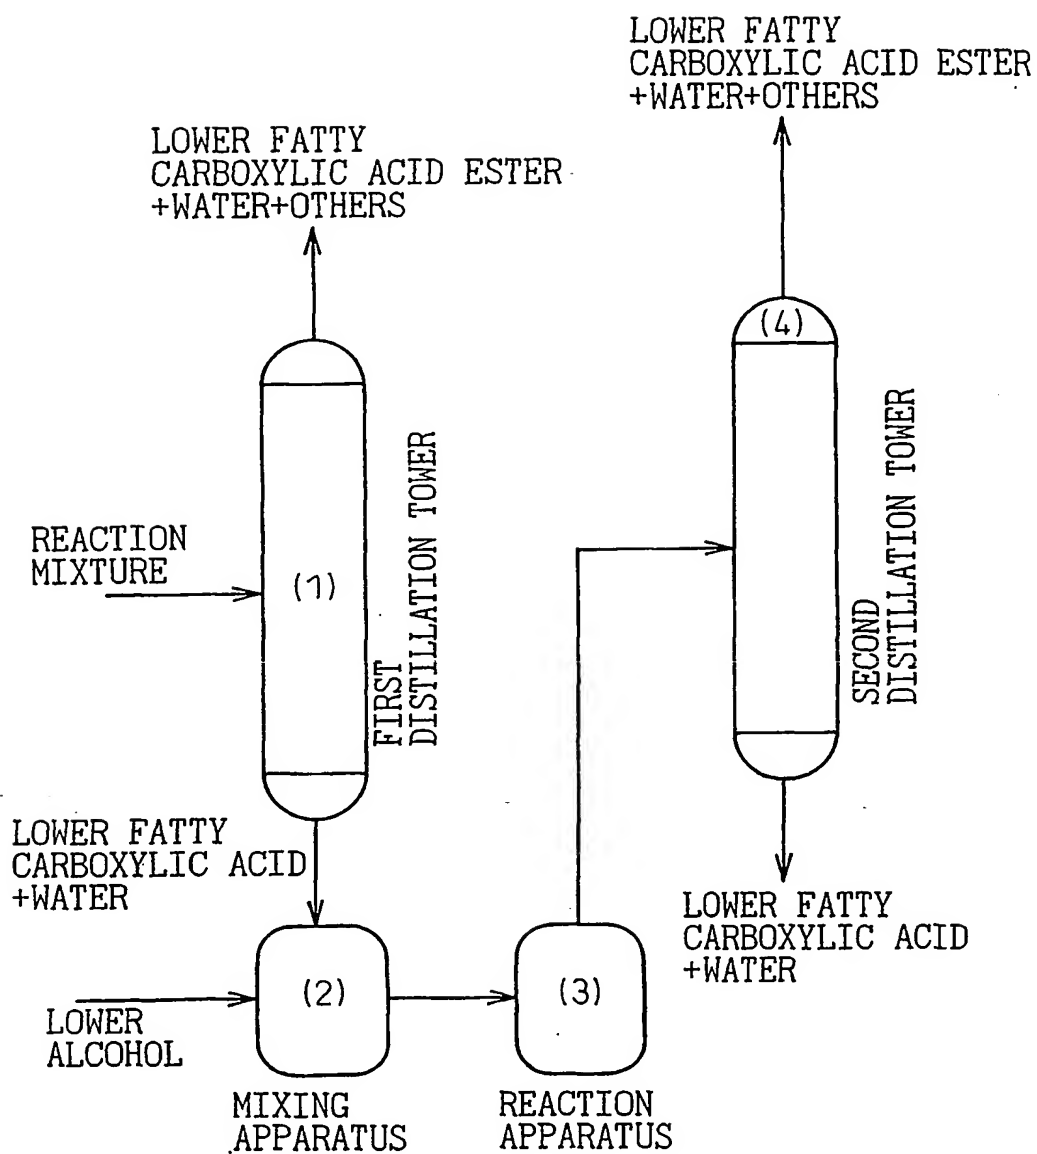 LOWER FATTY
CARBOXYLIC ACID ESTER
+WATER+OTHERS
LOWER FATTY
CARBOXYLIC ACID ESTER
+WATER+OTHERS
(4)
REACTION
MIXTURE
(1)
FIRST
DISTILLATION TOWER
SECOND
DISTILLATION TOWER
LOWER FATTY
CARBOXYLIC ACID
+WATER
LOWER FATTY
CARBOXYLIC ACID
+WATER
(2)
(3)
LOWER
ALCOHOL
MIXING
APPARATUS
REACTION
APPARATUS